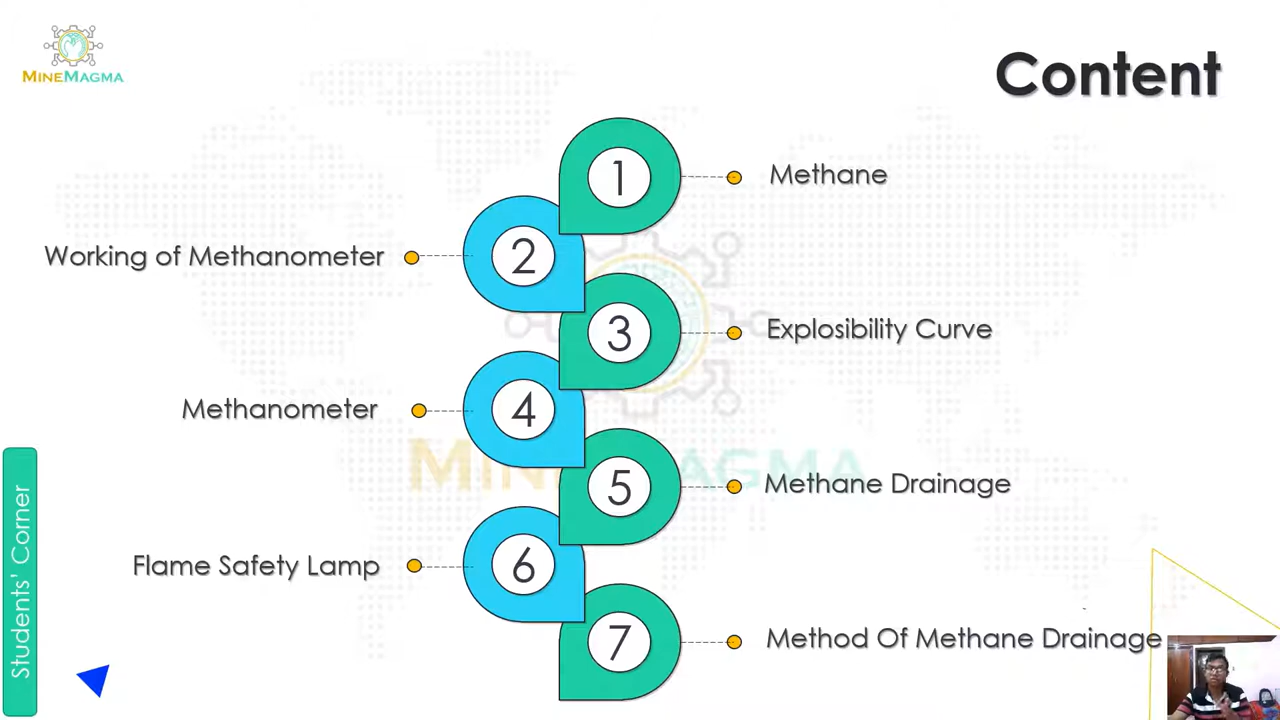 MINEMAGMA
Content
1
Methane
2
Working of Methanometer
3
Explosibility Curve
4
Methanometer
MINEMAGMA
5
Methane Drainage
6
Flame Safety Lamp
7
Method Of Methane Drainage
Students' Corner